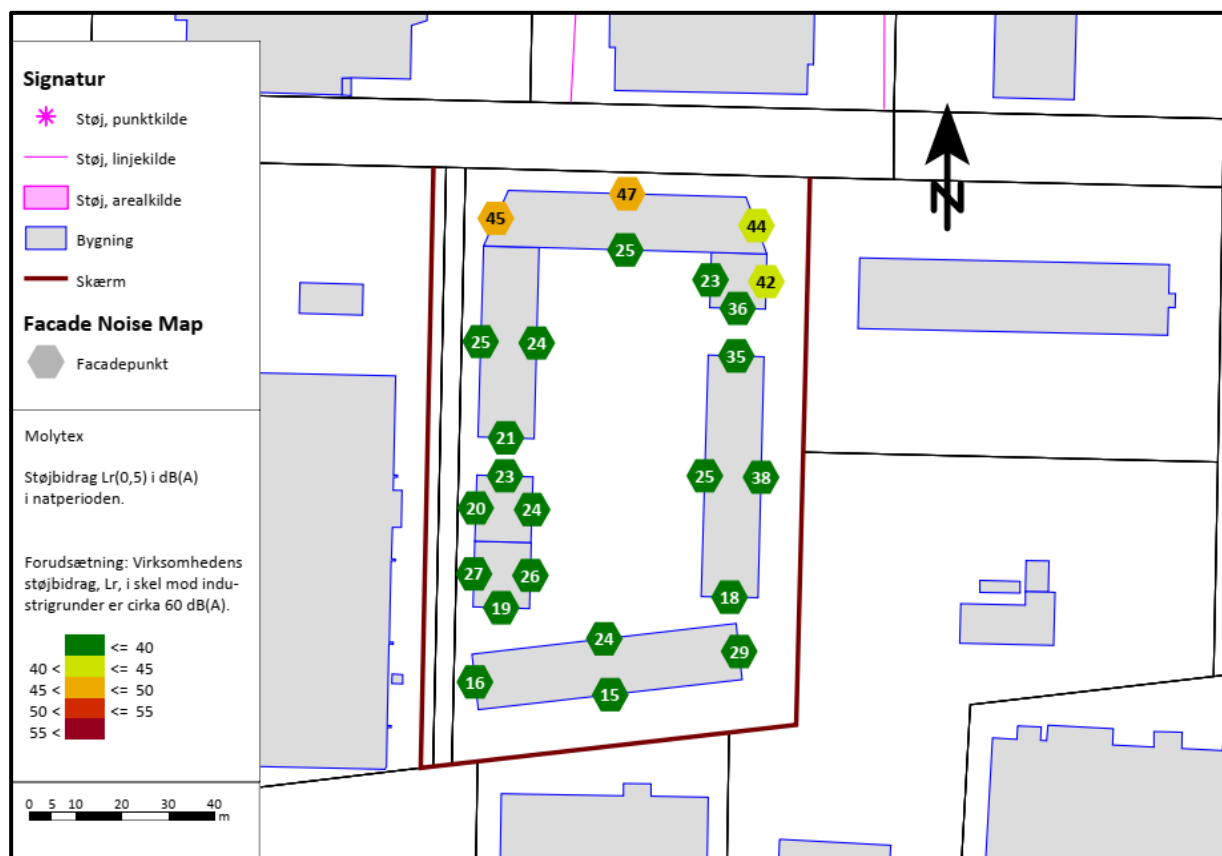 Signatur
Støj, punktkilde
Støj, linjekilde
Støj, arealkilde
Bygning
Skærm
Facade Noise Map
Facadepunkt
Molytex
Støjbidrag Lr(0,5) i dB(A)
i natperioden.
Forudsætning: Virksomhedens
støjbidrag, Lr, i skel mod indu-
strigrunder er cirka 60 dB(A).
<= 40
40 < <= 45
45 < <= 50
50 < <= 55
55 <
0 5 10 20 30 40
m
N
47
45
44
25
23
42
36
25
24
35
21
23
25
38
20
24
27
26
18
19
24
29
16
15